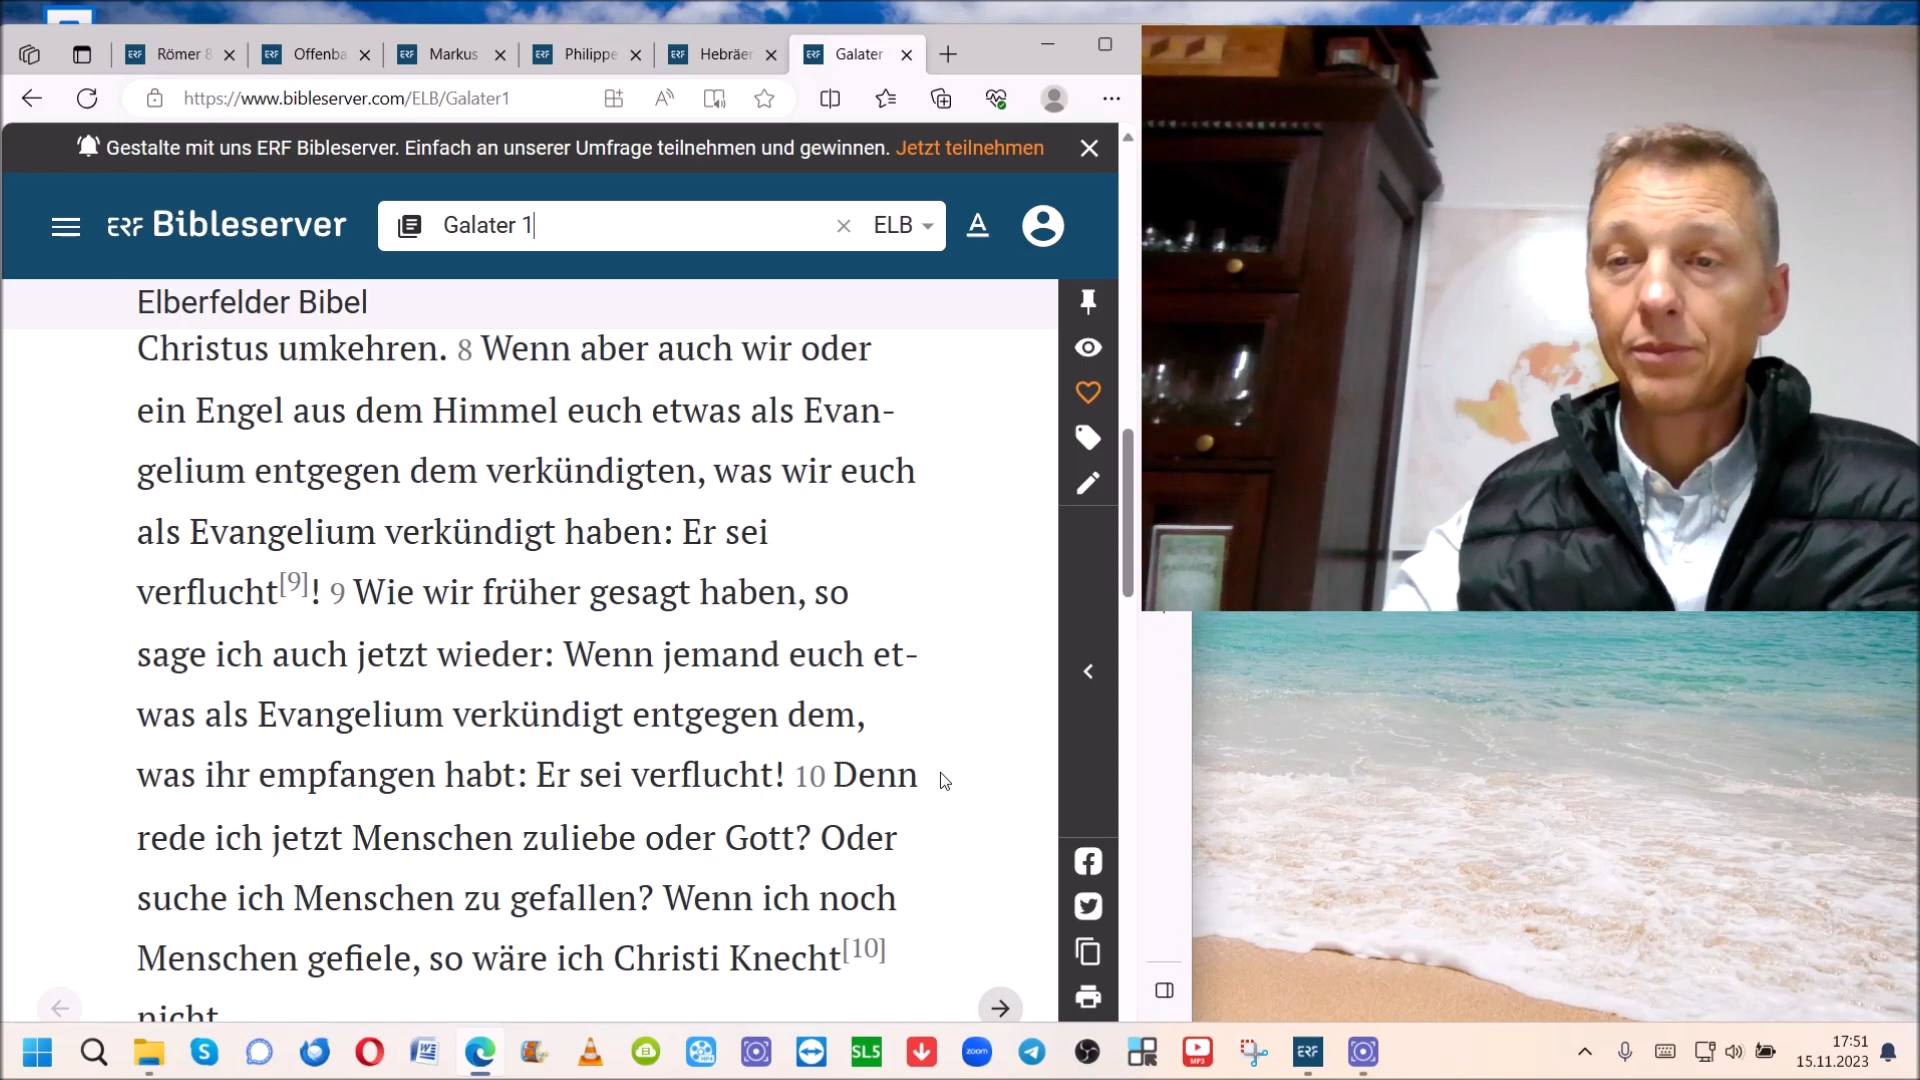 Römer 8
Offenba
Markus
Philippe
Hebräer
Galater
https://www.bibleserver.com/ELB/Galater1
Gestalte mit uns ERF Bibleserver. Einfach an unserer Umfrage teilnehmen und gewinnen. Jetzt teilnehmen
ERF Bibleserver
Galater 1
ELB
Elberfelder Bibel
Christus umkehren. 8 Wenn aber auch wir oder
ein Engel aus dem Himmel euch etwas als Evan-
gelium entgegen dem verkündigten, was wir euch
als Evangelium verkündigt haben: Er sei
verflucht[9]! 9 Wie wir früher gesagt haben, so
sage ich auch jetzt wieder: Wenn jemand euch et-
was als Evangelium verkündigt entgegen dem,
was ihr empfangen habt: Er sei verflucht! 10 Denn
rede ich jetzt Menschen zuliebe oder Gott? Oder
suche ich Menschen zu gefallen? Wenn ich noch
Menschen gefiele, so wäre ich Christi Knecht[10]
nicht.
SL5
zoom
MP3
ERF
17:51
15.11.2023